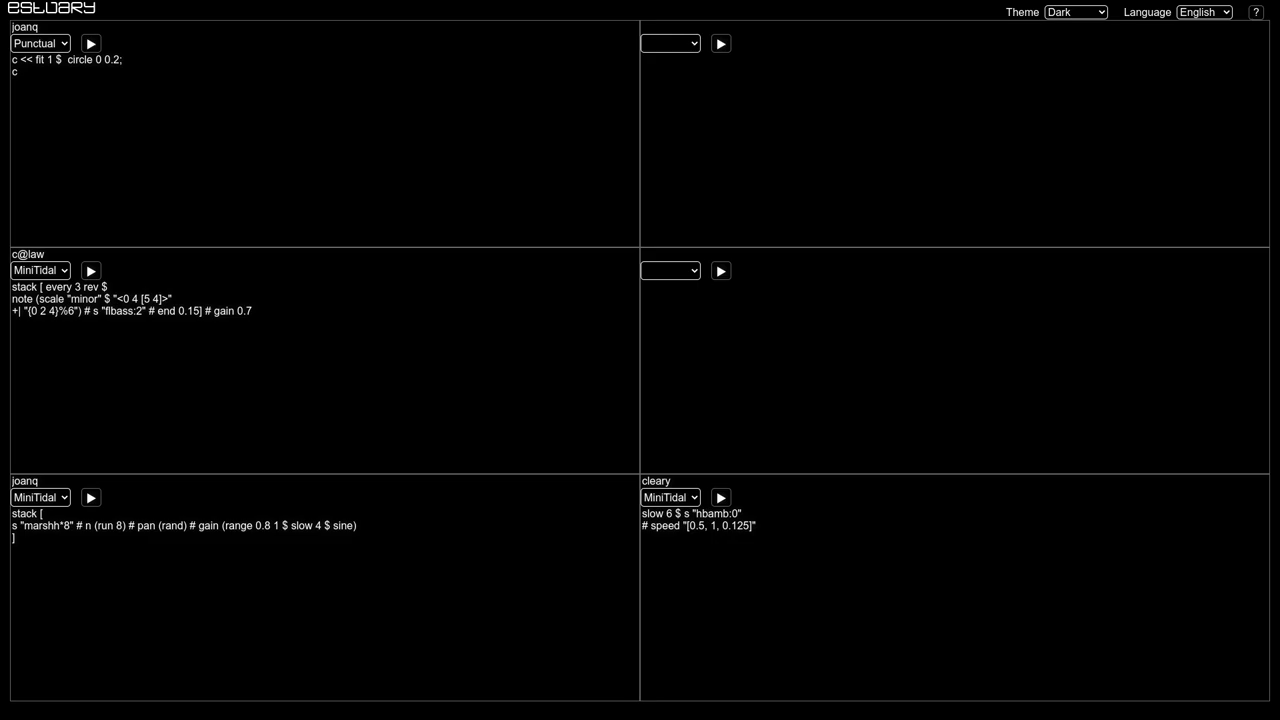 estuary
Theme Dark Language English ?
joanq
Punctual
c << fit 1 $  circle 0 0.2;
c
c@law
MiniTidal
stack [ every 3 rev $
note (scale "minor" $ "<0 4 [5 4]>"
+| "{0 2 4}%6") # s "flbass:2" # end 0.15] # gain 0.7
joanq
MiniTidal
stack [
s "marshh*8" # n (run 8) # pan (rand) # gain (range 0.8 1 $ slow 4 $ sine)
]
cleary
MiniTidal
slow 6 $ s "hbamb:0"
# speed "[0.5, 1, 0.125]"